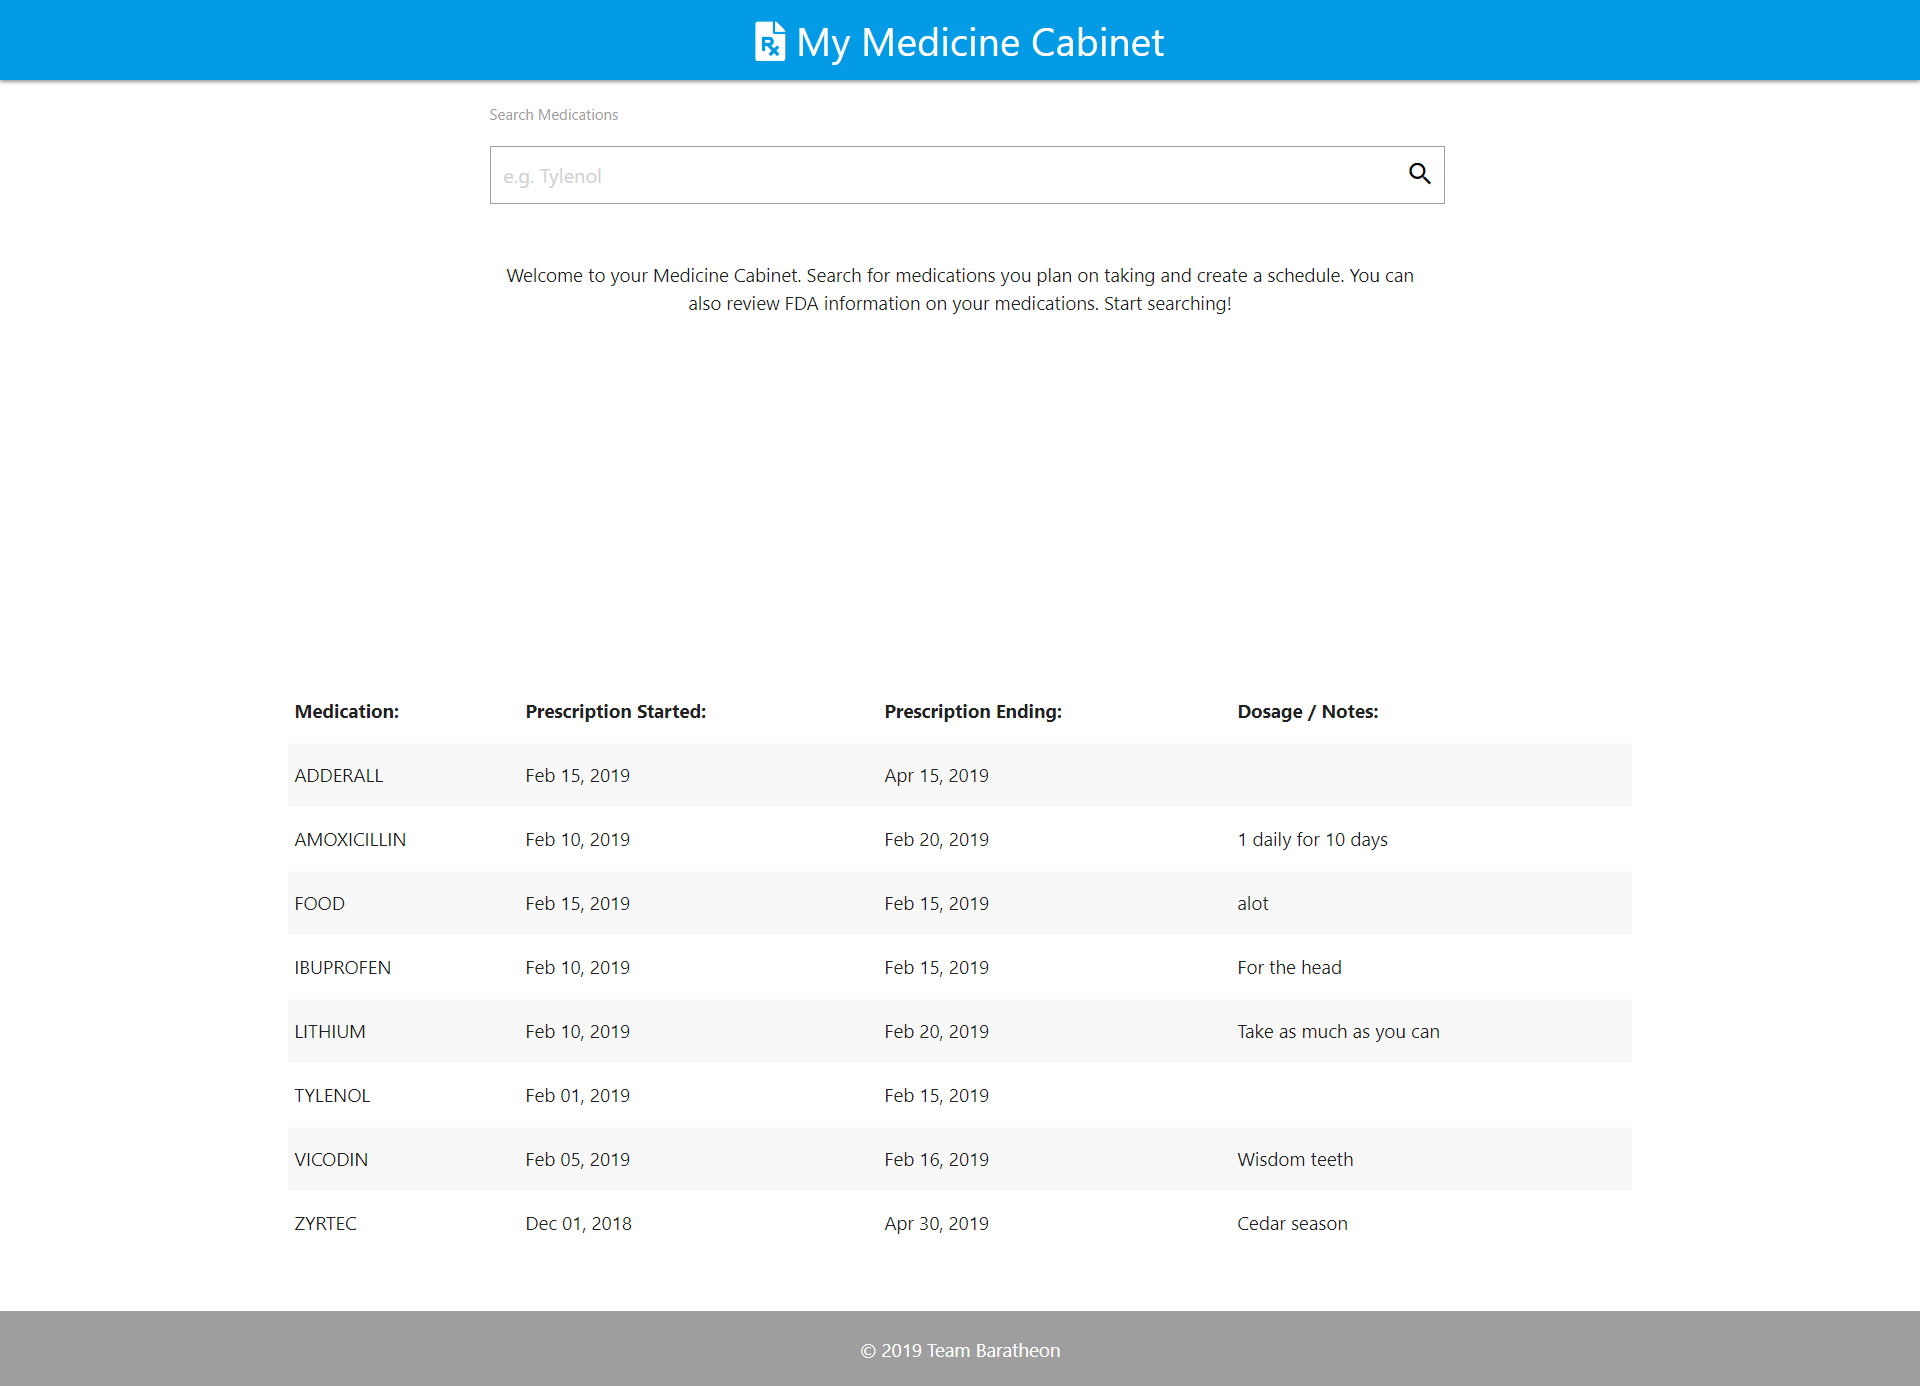 My Medicine Cabinet
Search Medications
e.g. Tylenol
Welcome to your Medicine Cabinet. Search for medications you plan on taking and create a schedule. You can
also review FDA information on your medications. Start searching!
Medication: Prescription Started: Prescription Ending: Dosage / Notes:
ADDERALL Feb 15, 2019 Apr 15, 2019
AMOXICILLIN Feb 10, 2019 Feb 20, 2019 1 daily for 10 days
FOOD Feb 15, 2019 Feb 15, 2019 alot
IBUPROFEN Feb 10, 2019 Feb 15, 2019 For the head
LITHIUM Feb 10, 2019 Feb 20, 2019 Take as much as you can
TYLENOL Feb 01, 2019 Feb 15, 2019
VICODIN Feb 05, 2019 Feb 16, 2019 Wisdom teeth
ZYRTEC Dec 01, 2018 Apr 30, 2019 Cedar season
© 2019 Team Baratheon